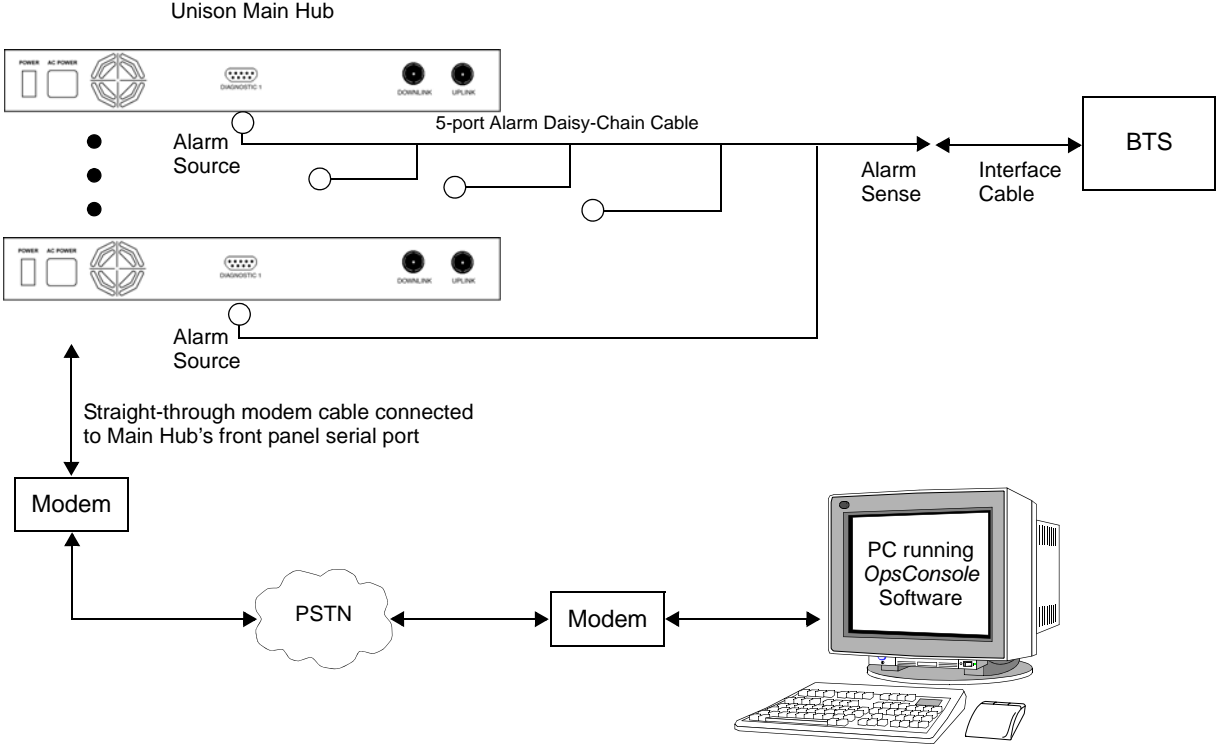 Unison Main Hub
POWER AC POWER
DIAGNOSTIC 1
DOWNLINK UPLINK
5-port Alarm Daisy-Chain Cable
Alarm
Source
Alarm
Sense
Interface
Cable
BTS
POWER AC POWER
DIAGNOSTIC 1
DOWNLINK UPLINK
Alarm
Source
Straight-through modem cable connected
to Main Hub's front panel serial port
Modem
PSTN
Modem
PC running
OpsConsole
Software